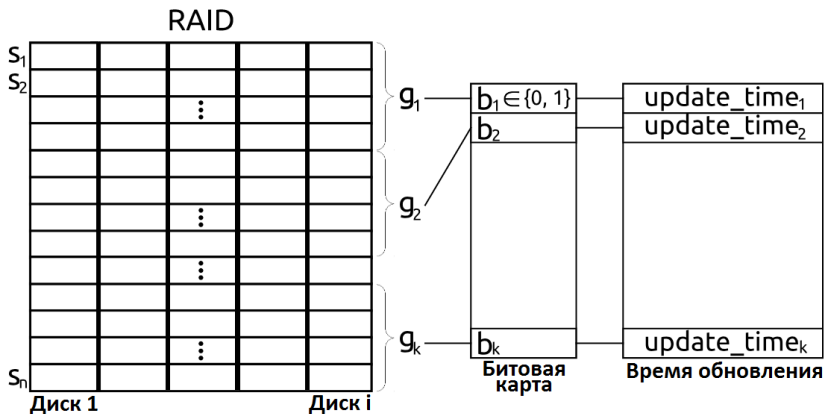 RAID
s₁
s₂
g₁
b₁∈{0, 1}
update_time₁
b₂
update_time₂
g₂
gₖ
bₖ
update_timeₖ
sₙ
Диск 1
Диск i
Битовая
карта
Время обновления